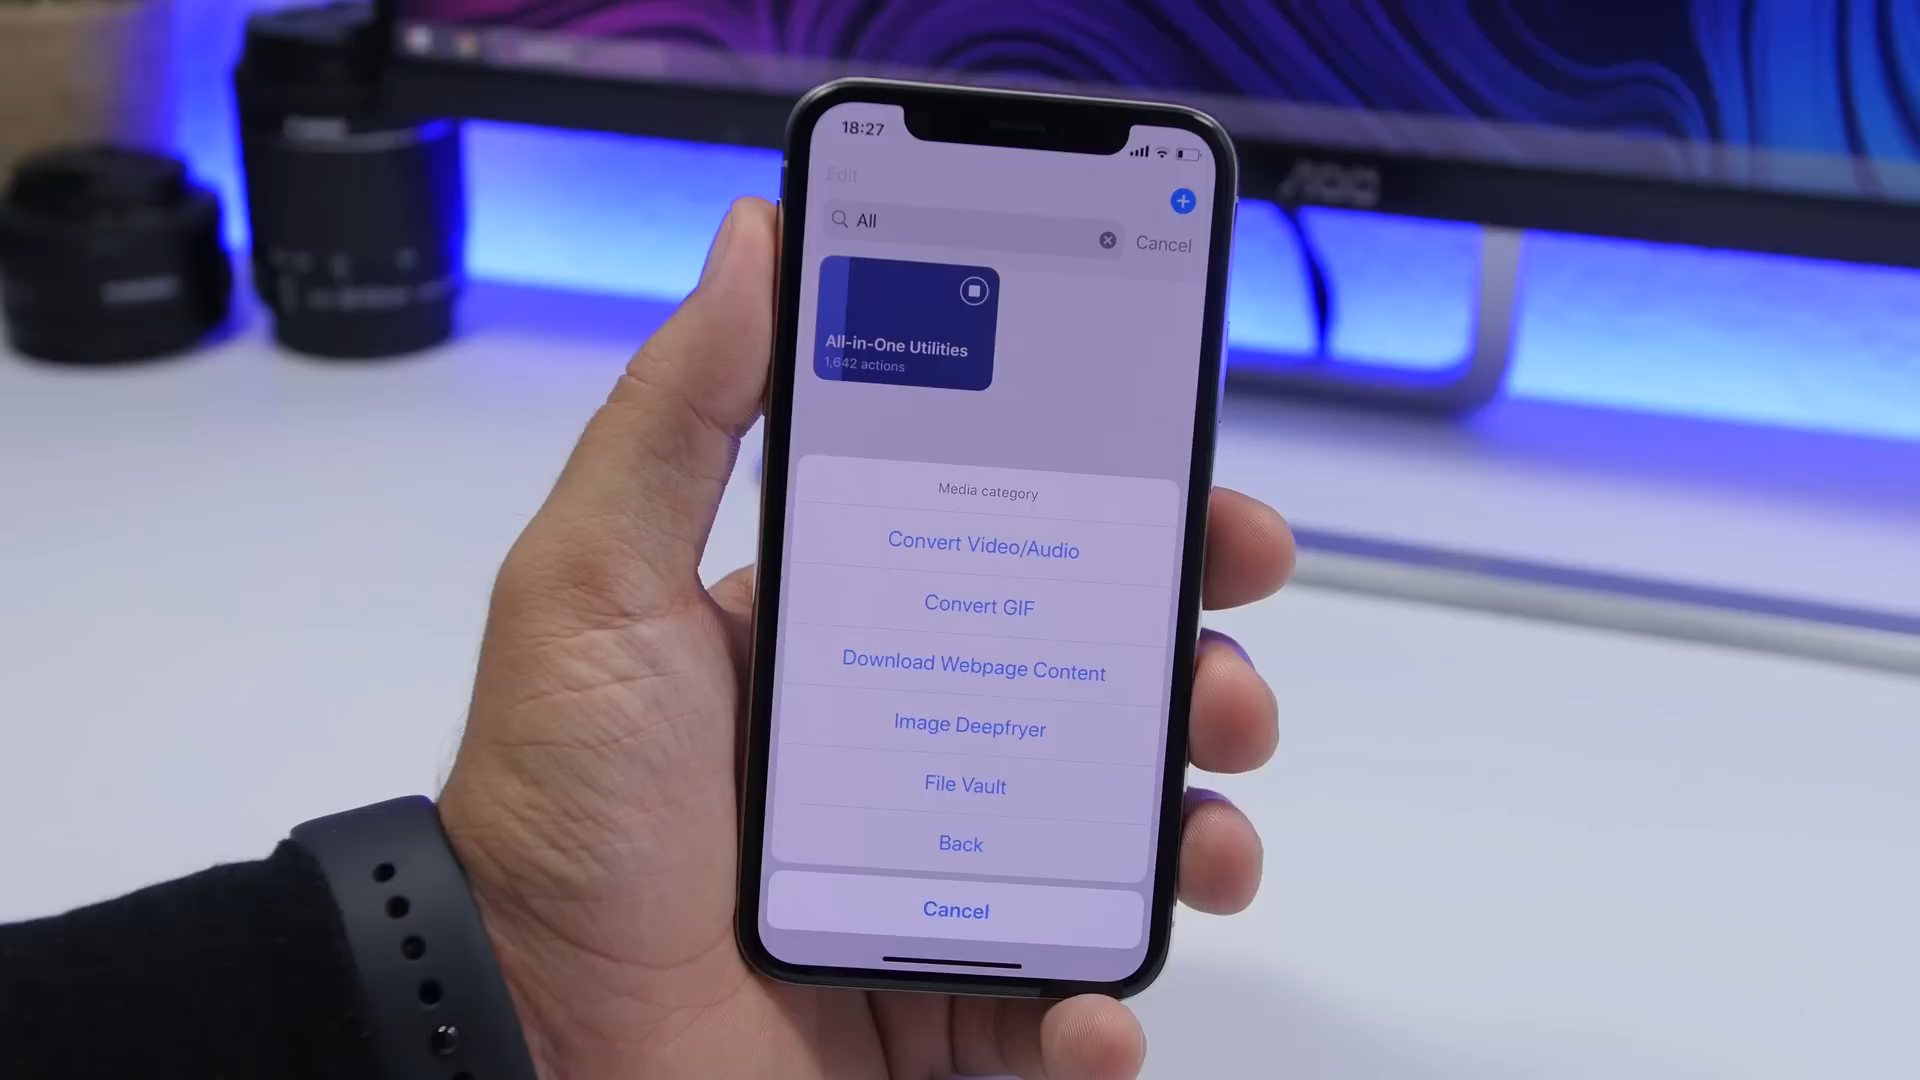 18:27
Edit
All
Cancel
All-in-One Utilities
1,642 actions
Media category
Convert Video/Audio
Convert GIF
Download Webpage Content
Image Deepfryer
File Vault
Back
Cancel
AOC